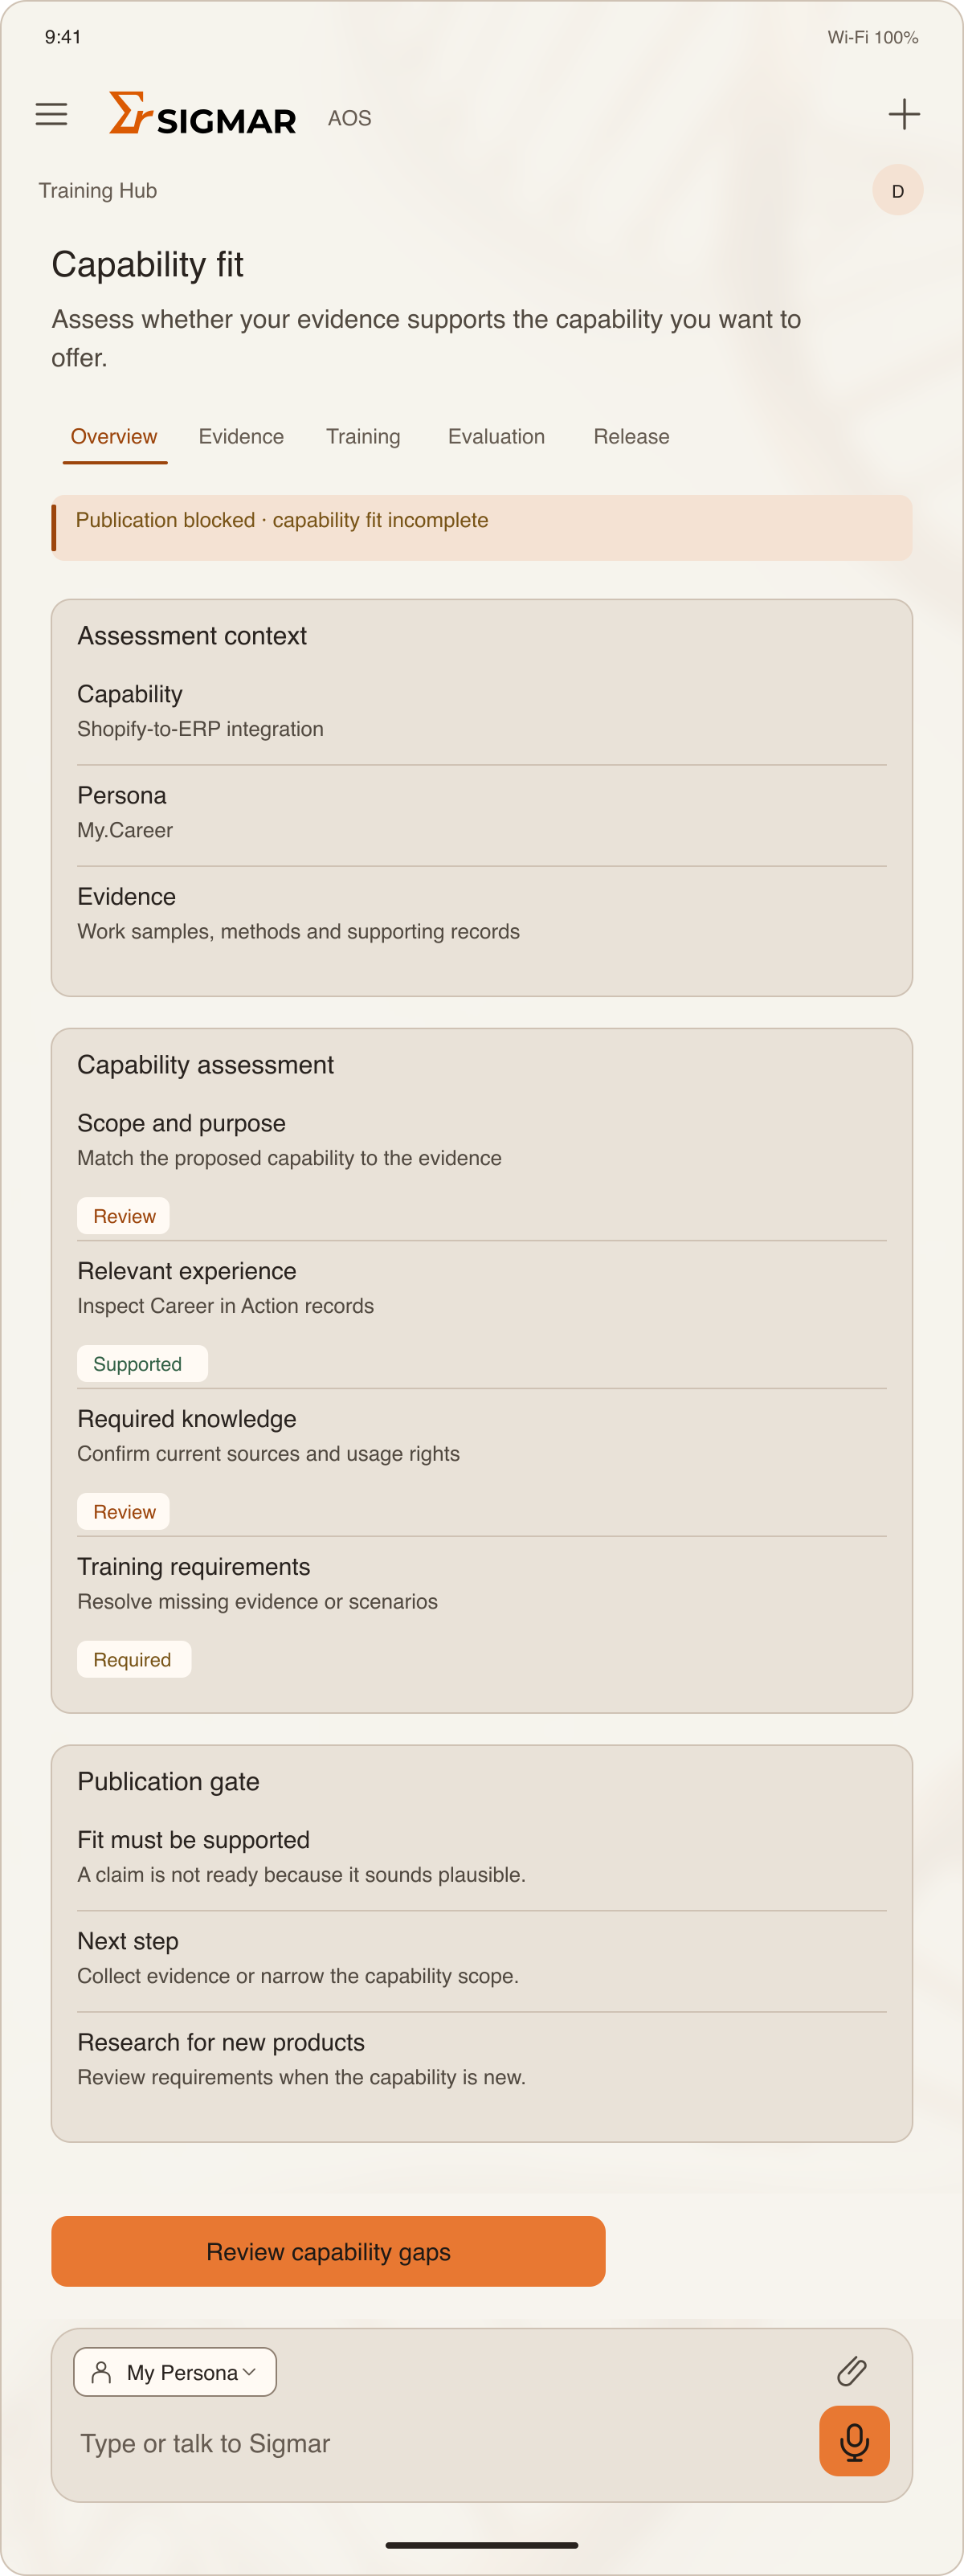 9:41
Wi-Fi 100%
Σr SIGMAR AOS
Training Hub
D
Capability fit
Assess whether your evidence supports the capability you want to
offer.
Overview Evidence Training Evaluation Release
Publication blocked · capability fit incomplete
Assessment context
Capability
Shopify-to-ERP integration
Persona
My.Career
Evidence
Work samples, methods and supporting records
Capability assessment
Scope and purpose
Match the proposed capability to the evidence
Review
Relevant experience
Inspect Career in Action records
Supported
Required knowledge
Confirm current sources and usage rights
Review
Training requirements
Resolve missing evidence or scenarios
Required
Publication gate
Fit must be supported
A claim is not ready because it sounds plausible.
Next step
Collect evidence or narrow the capability scope.
Research for new products
Review requirements when the capability is new.
Review capability gaps
My Persona
Type or talk to Sigmar